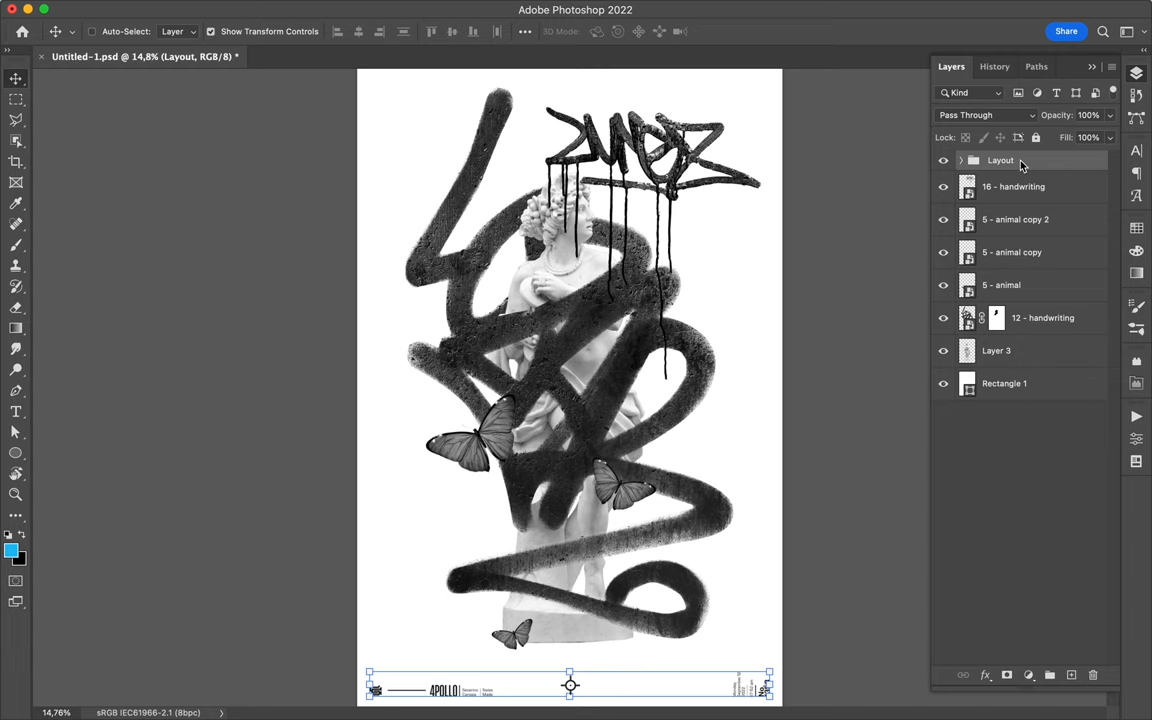 Adobe Photoshop 2022
Auto-Select: Layer Show Transform Controls 3D Mode: Share
Untitled-1.psd @ 14,8% (Layout, RGB/8) *
Layers History Paths
Kind
Pass Through Opacity: 100%
Lock: Fill: 100%
Layout
16 - handwriting
5 - animal copy 2
5 - animal copy
5 - animal
12 - handwriting
Layer 3
Rectangle 1
4POLLO
14,76% sRGB IEC61966-2.1 (8bpc)